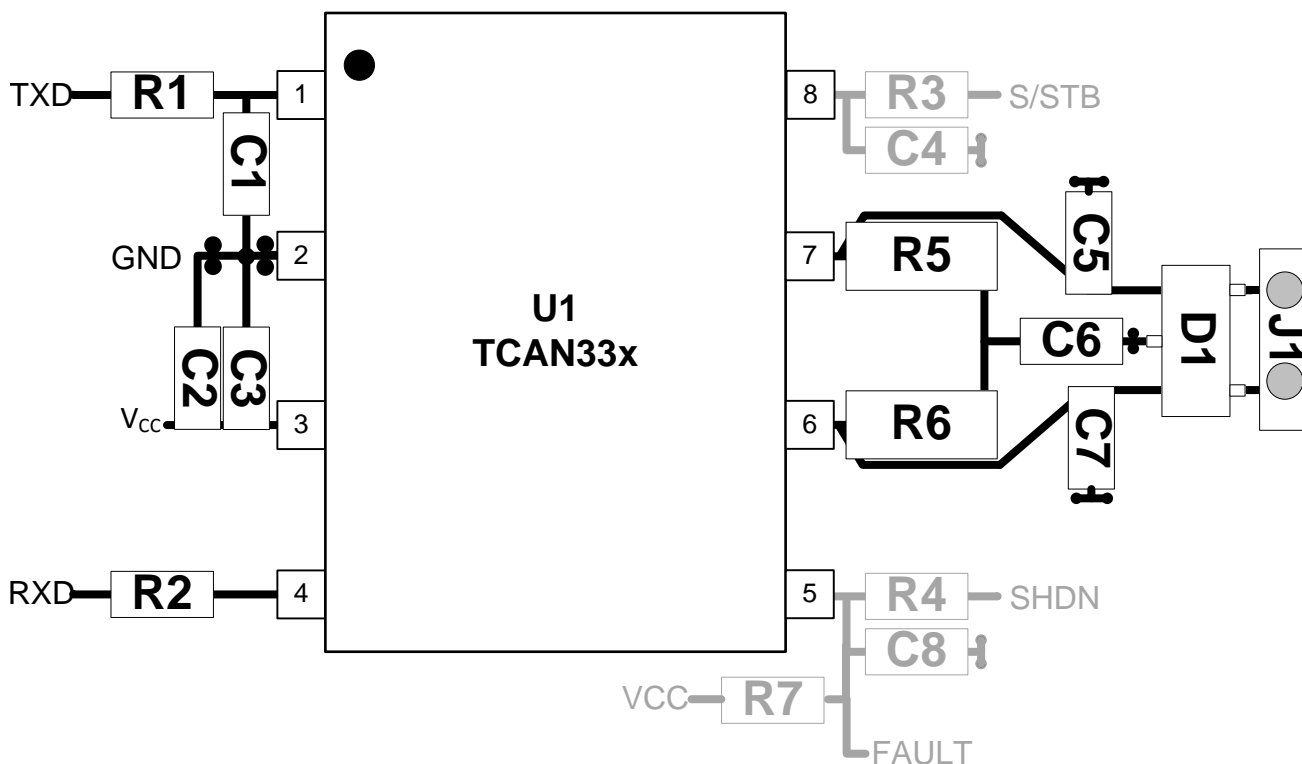 TXD
R1
1
8
R3
S/STB
C4
C1
C5
GND
2
7
R5
U1
TCAN33x
C6
D1
J1
C2
C3
VCC
3
6
R6
C7
RXD
R2
4
5
R4
SHDN
C8
VCC
R7
FAULT